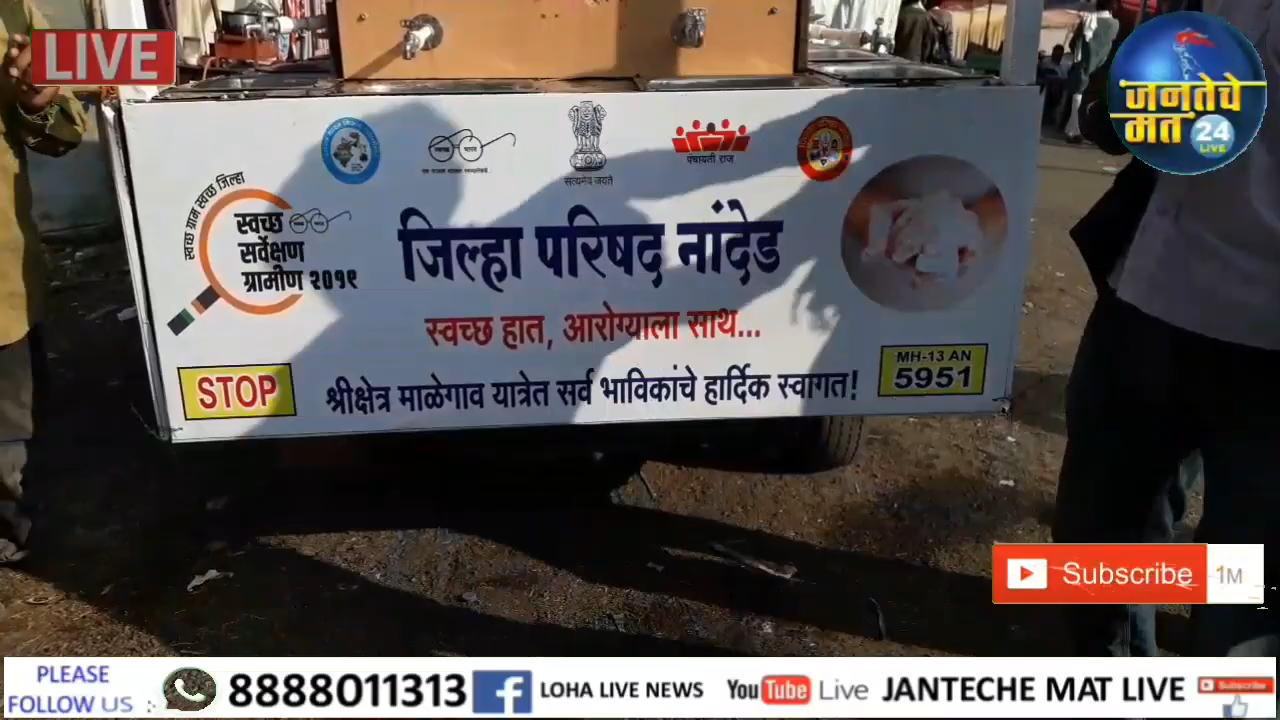 LIVE
जनतेचे
मत 24
LIVE
सत्यमेव जयते
पंचायती राज
स्वच्छ ग्राम स्वच्छ जिल्हा
स्वच्छ
सर्वेक्षण
ग्रामीण २०१९
जिल्हा परिषद नांदेड
स्वच्छ हात, आरोग्याला साथ...
STOP
श्रीक्षेत्र माळेगाव यात्रेत सर्व भाविकांचे हार्दिक स्वागत!
MH-13 AN
5951
Subscribe 1M
PLEASE
FOLLOW US :-
8888011313 f LOHA LIVE NEWS YouTube Live JANTECHE MAT LIVE Subscribe